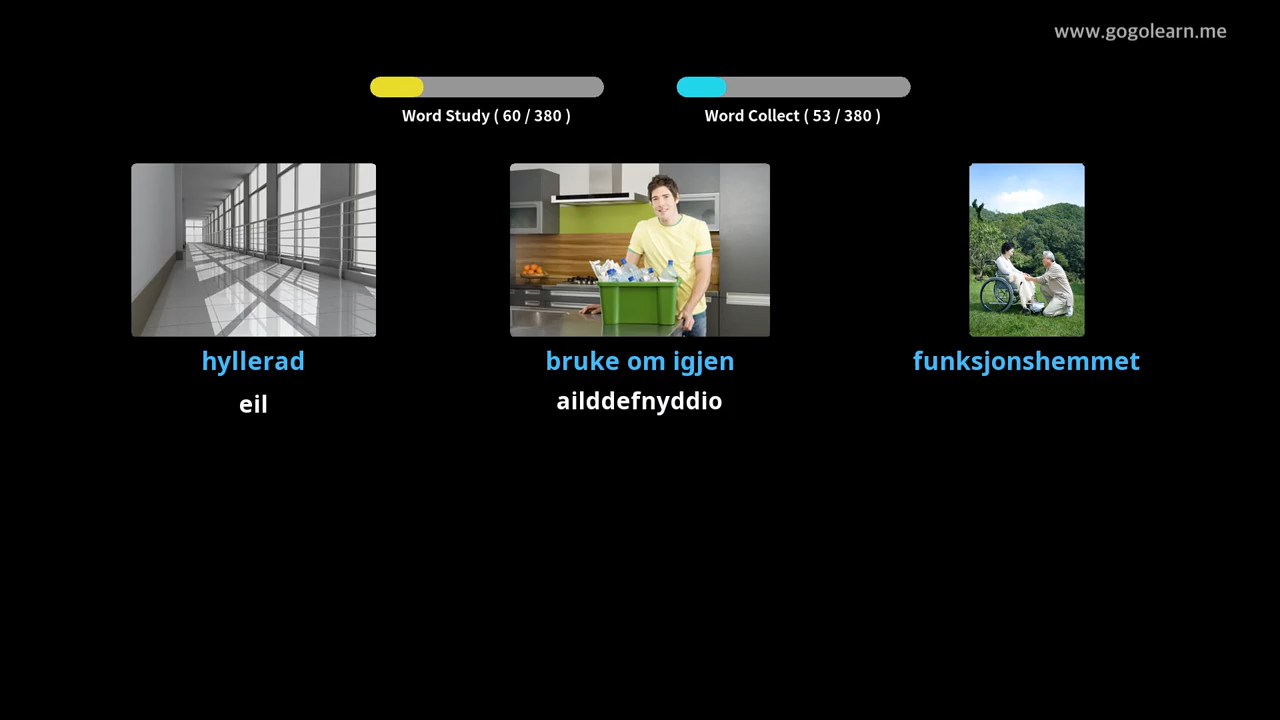 www.gogolearn.me
Word Study ( 60 / 380 )
Word Collect ( 53 / 380 )
hyllerad
bruke om igjen
funksjonshemmet
eil
ailddefnyddio